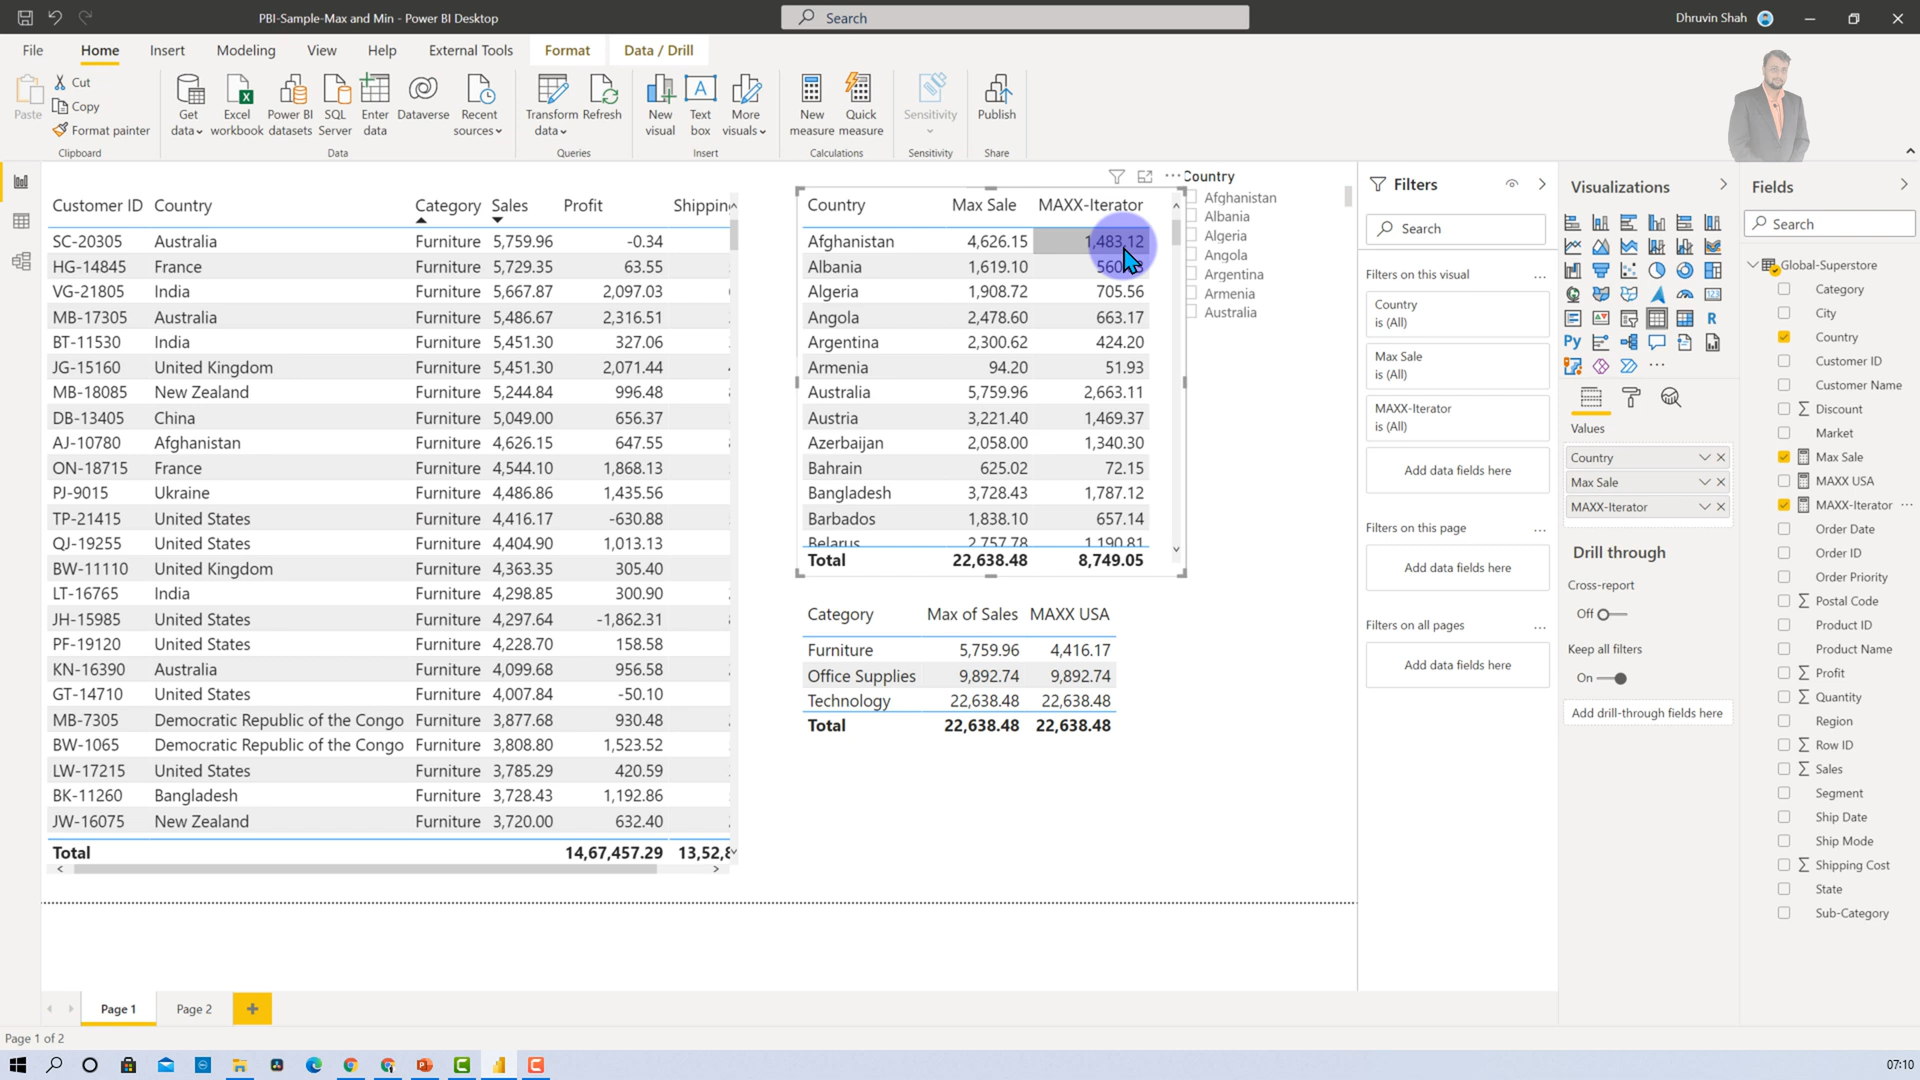 PBI-Sample-Max and Min - Power BI Desktop
Search
Dhruvin Shah
File Home Insert Modeling View Help External Tools Format Data / Drill
Paste
Cut
Copy
Format painter
Clipboard
Get data
Excel workbook
Power BI datasets
SQL Server
Enter data
Dataverse
Recent sources
Data
Transform data
Refresh
Queries
New visual
Text box
More visuals
Insert
New measure
Quick measure
Calculations
Sensitivity
Sensitivity
Publish
Share
Customer ID Country Category Sales Profit
SC-20305 Australia Furniture 5,759.96 -0.34
HG-14845 France Furniture 5,729.35 63.55
VG-21805 India Furniture 5,667.87 2,097.03
MB-17305 Australia Furniture 5,486.67 2,316.51
BT-11530 India Furniture 5,451.30 327.06
JG-15160 United Kingdom Furniture 5,451.30 2,071.44
MB-18085 New Zealand Furniture 5,244.84 996.48
DB-13405 China Furniture 5,049.00 656.37
AJ-10780 Afghanistan Furniture 4,626.15 647.55
ON-18715 France Furniture 4,544.10 1,868.13
PJ-9015 Ukraine Furniture 4,486.86 1,435.56
TP-21415 United States Furniture 4,416.17 -630.88
QJ-19255 United States Furniture 4,404.90 1,013.13
BW-11110 United Kingdom Furniture 4,363.35 305.40
LT-16765 India Furniture 4,298.85 300.90
JH-15985 United States Furniture 4,297.64 -1,862.31
PF-19120 United States Furniture 4,228.70 158.58
KN-16390 Australia Furniture 4,099.68 956.58
GT-14710 United States Furniture 4,007.84 -50.10
MB-7305 Democratic Republic of the Congo Furniture 3,877.68 930.48
BW-1065 Democratic Republic of the Congo Furniture 3,808.80 1,523.52
LW-17215 United States Furniture 3,785.29 420.59
BK-11260 Bangladesh Furniture 3,728.43 1,192.86
JW-16075 New Zealand Furniture 3,720.00 632.40
Total 14,67,457.29
Country Max Sale MAXX-Iterator
Afghanistan 4,626.15 1,483.12
Albania 1,619.10
Algeria 1,908.72 705.56
Angola 2,478.60 663.17
Argentina 2,300.62 424.20
Armenia 94.20 51.93
Australia 5,759.96 2,663.11
Austria 3,221.40 1,469.37
Azerbaijan 2,058.00 1,340.30
Bahrain 625.02 72.15
Bangladesh 3,728.43 1,787.12
Barbados 1,838.10 657.14
Belarus 2,757.78 1,190.81
Total 22,638.48 8,749.05
Category Max of Sales MAXX USA
Furniture 5,759.96 4,416.17
Office Supplies 9,892.74 9,892.74
Technology 22,638.48 22,638.48
Total 22,638.48 22,638.48
Country
Afghanistan
Albania
Algeria
Angola
Argentina
Armenia
Australia
Filters
Search
Filters on this visual
Country
is (All)
Max Sale
is (All)
MAXX-Iterator
is (All)
Add data fields here
Filters on this page
Add data fields here
Filters on all pages
Add data fields here
Visualizations
R
Py
123
Values
Country
Max Sale
MAXX-Iterator
Drill through
Cross-report
Off
Keep all filters
On
Add drill-through fields here
Fields
Search
Global-Superstore
Category
City
Country
Customer ID
Customer Name
Discount
Market
Max Sale
MAXX USA
MAXX-Iterator
Order Date
Order ID
Order Priority
Postal Code
Product ID
Product Name
Profit
Quantity
Region
Row ID
Sales
Segment
Ship Date
Ship Mode
Shipping Cost
State
Sub-Category
Page 1
Page 2
Page 1 of 2
07:10